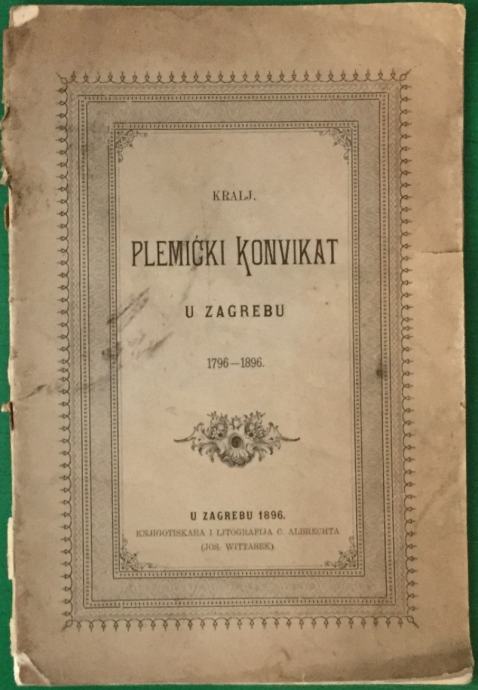 KRALJ.
PLEMIĆKI KONVIKAT
U ZAGREBU
1796—1896.
U ZAGREBU 1896.
KNJIGOTISKARA I LITOGRAFIJA C. ALBRECHTA
(JOS. WITTASEK)